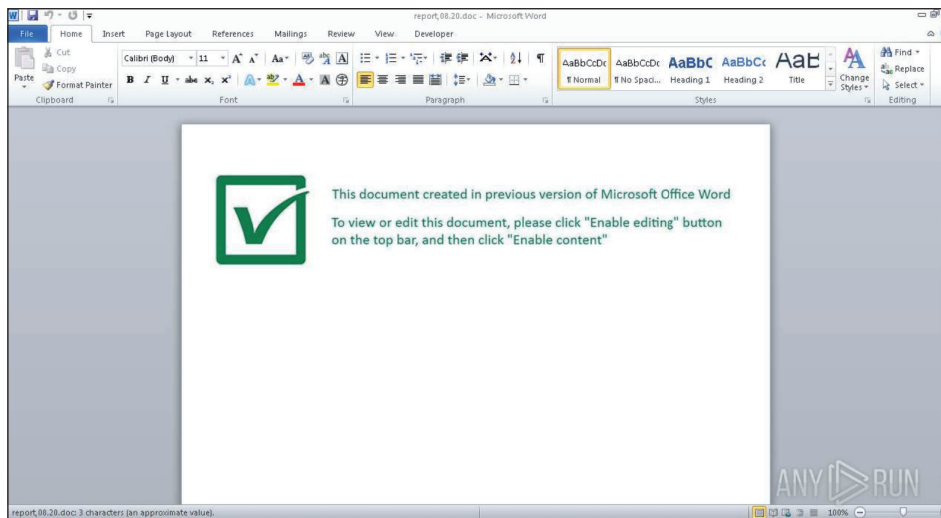 report,08.20.doc - Microsoft Word
File Home Insert Page Layout References Mailings Review View Developer
Cut
Copy
Format Painter
Paste
Clipboard
Calibri (Body) 11
Font
Paragraph
AaBbCcDc AaBbCcDc AaBbC AaBbCc AaB
¶ Normal ¶ No Spaci... Heading 1 Heading 2 Title
Change Styles
Styles
Find
Replace
Select
Editing
This document created in previous version of Microsoft Office Word
To view or edit this document, please click "Enable editing" button
on the top bar, and then click "Enable content"
ANY RUN
report,08.20.doc: 3 characters (an approximate value).
100%